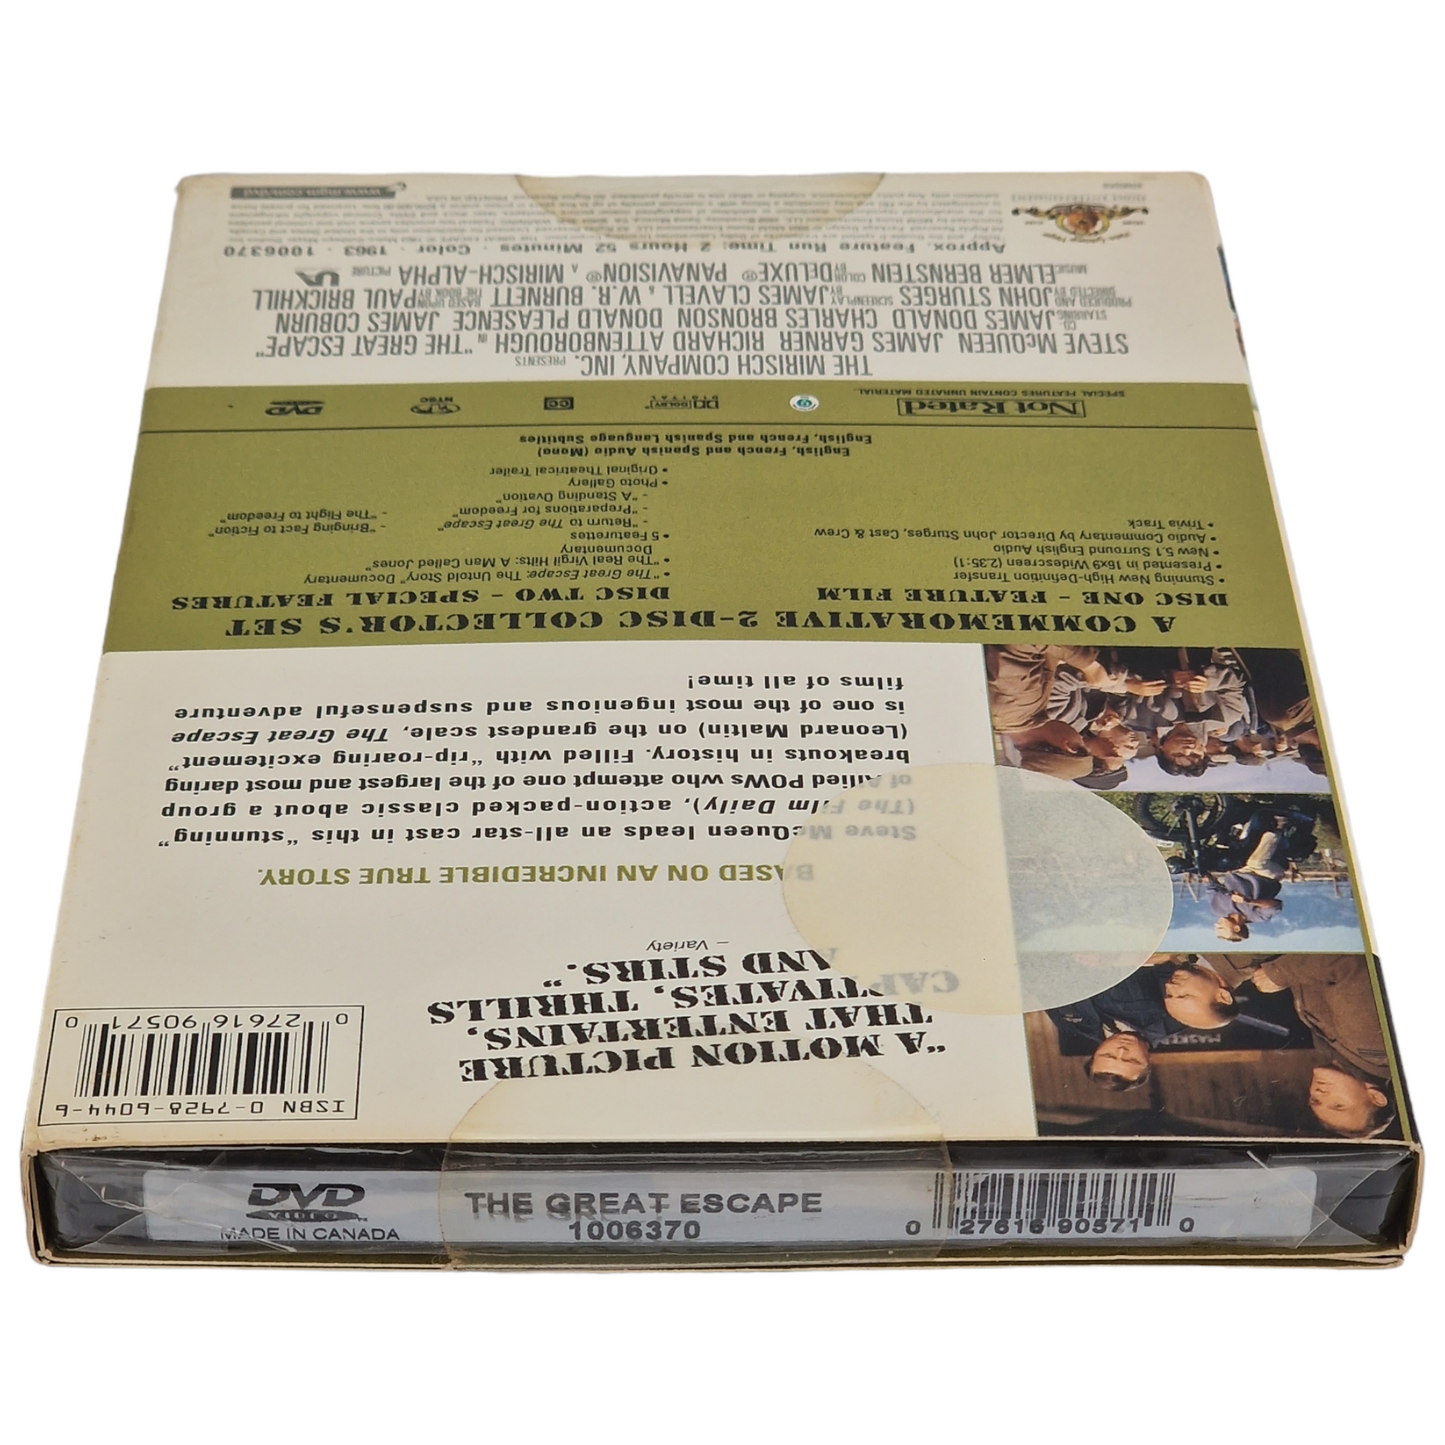 "A MOTION PICTURE
THAT ENTERTAINS,
CAPTIVATES, THRILLS
AND STIRS."
– Variety
BASED ON AN INCREDIBLE TRUE STORY.
Steve McQueen leads an all-star cast in this "stunning"
(The Film Daily), action-packed classic about a group
of Allied POWs who attempt one of the largest and most daring
breakouts in history. Filled with "rip-roaring excitement"
(Leonard Maltin) on the grandest scale, The Great Escape
is one of the most ingenious and suspenseful adventure
films of all time!
ISBN 0-7928-6044-6
0 27616 90571 0
A COMMEMORATIVE 2-DISC COLLECTOR'S SET
DISC ONE – FEATURE FILM
• Stunning New High-Definition Transfer
• Presented in 16x9 Widescreen (2.35:1)
• New 5.1 Surround English Audio
• Audio Commentary by Director John Sturges, Cast & Crew
• Trivia Track
DISC TWO – SPECIAL FEATURES
• "The Great Escape: The Untold Story" Documentary
• "The Real Virgil Hilts: A Man Called Jones"
Documentary
• 5 Featurettes
- "Return to The Great Escape"
- "Preparations for Freedom"
- "A Standing Ovation"
- "Bringing Fact to Fiction"
- "The Flight to Freedom"
• Photo Gallery
• Original Theatrical Trailer
English, French and Spanish Audio (Mono)
English, French and Spanish Language Subtitles
Not Rated
SPECIAL FEATURES CONTAIN UNRATED MATERIAL.
DOLBY DIGITAL
CC
NTSC
DVD VIDEO
THE MIRISCH COMPANY, INC. PRESENTS
STEVE McQUEEN JAMES GARNER RICHARD ATTENBOROUGH IN "THE GREAT ESCAPE"
CO-STARRING JAMES DONALD CHARLES BRONSON DONALD PLEASENCE JAMES COBURN
PRODUCED AND DIRECTED BY JOHN STURGES SCREENPLAY BY JAMES CLAVELL & W.R. BURNETT BASED UPON THE BOOK BY PAUL BRICKHILL
MUSIC ELMER BERNSTEIN COLOR BY DELUXE® PANAVISION® A MIRISCH-ALPHA PICTURE UA
Approx. Feature Run Time: 2 Hours 52 Minutes · Color · 1963 · 1006370
HOME ENTERTAINMENT
www.mgm.com/dvd
DVD
VIDEO
MADE IN CANADA
THE GREAT ESCAPE
1006370
0 27616 90571 0